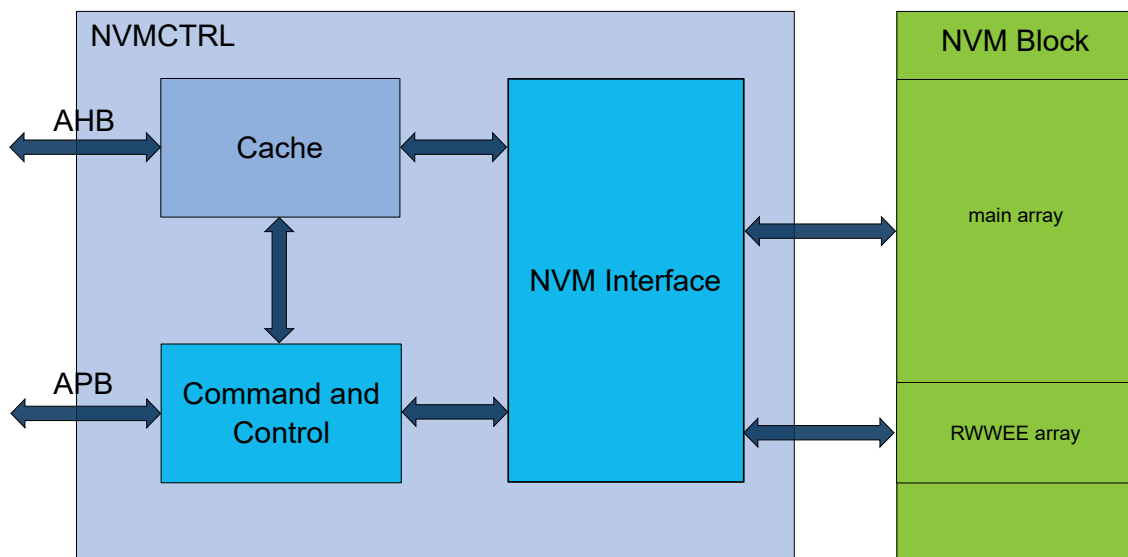 NVMCTRL
NVM Block
AHB
Cache
main array
NVM Interface
APB
Command and
Control
RWWEE array